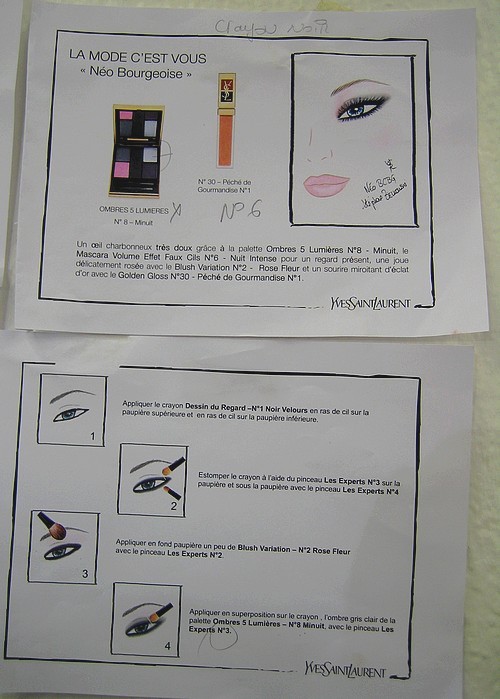 Crayon Noir
LA MODE C'EST VOUS
« Néo Bourgeoise »
YSL
N° 30 – Péché de
Gourmandise N°1
N° 6
OMBRES 5 LUMIERES
N° 8 – Minuit
Néo BCBG
Un œil charbonneux très doux grâce à la palette Ombres 5 Lumières N°8 - Minuit, le
Mascara Volume Effet Faux Cils N°6 - Nuit Intense pour un regard présent, une joue
délicatement rosée avec le Blush Variation N°2 - Rose Fleur et un sourire miroitant d'éclat
d'or avec le Golden Gloss N°30 - Péché de Gourmandise N°1.
YVESSAINTLAURENT
1
Appliquer le crayon Dessin du Regard –N°1 Noir Velours en ras de cil sur la
paupière supérieure et en ras de cil sur la paupière inférieure.
2
Estomper le crayon à l'aide du pinceau Les Experts N°3 sur la
paupière et sous la paupière avec le pinceau Les Experts N°4
3
Appliquer en fond paupière un peu de Blush Variation – N°2 Rose Fleur
avec le pinceau Les Experts N°2.
4
Appliquer en superposition sur le crayon , l'ombre gris clair de la
palette Ombres 5 Lumières – N°8 Minuit, avec le pinceau Les
Experts N°3.
YVESSAINTLAURENT